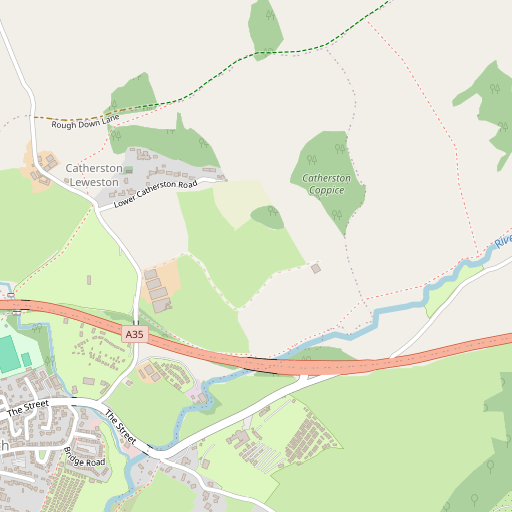 Rough Down Lane
Catherston
Leweston
Lower Catherston Road
Catherston
Coppice
A35
The Street
The Street
Bridge Road